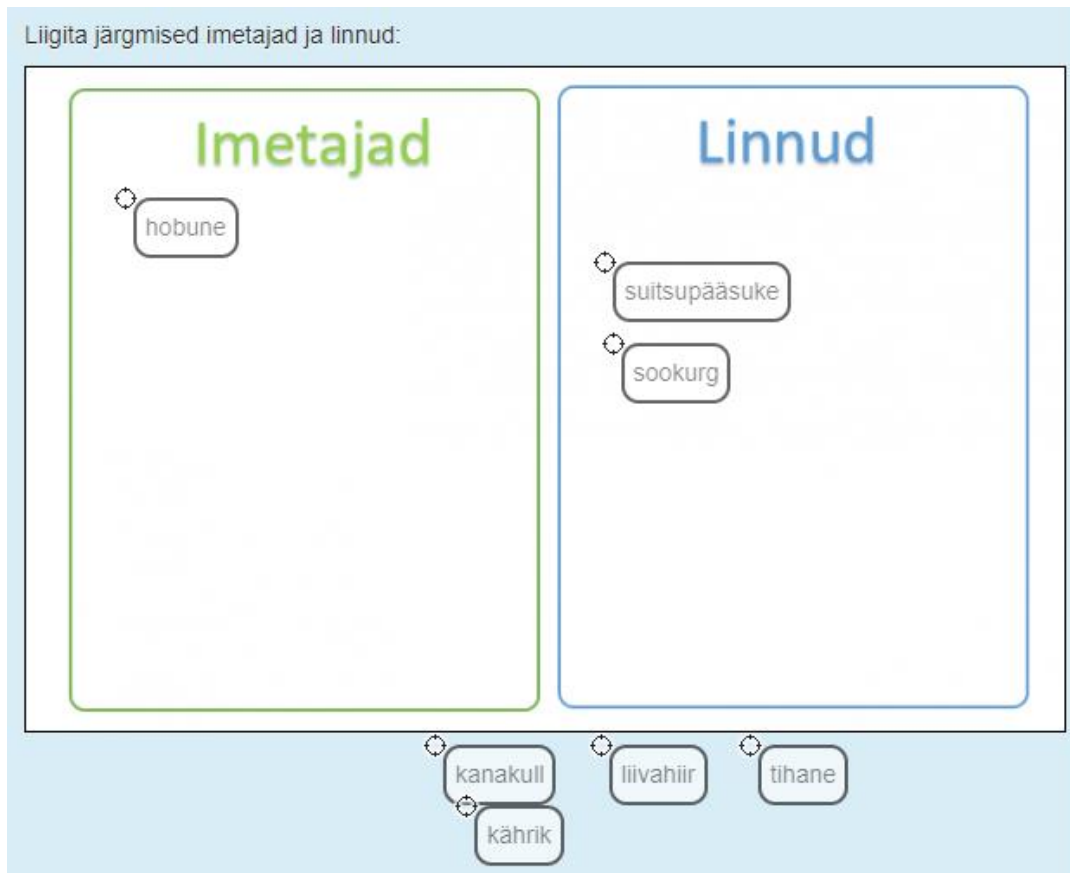 Liigita järgmised imetajad ja linnud:
Imetajad
hobune
Linnud
suitsupääsuke
sookurg
kanakull
liivahiir
tihane
kährik